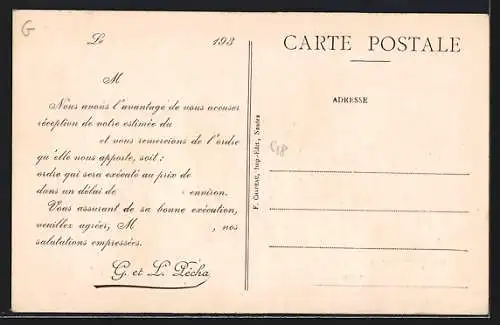 G
Le 193
M
Nous avons l'avantage de vous accuser
réception de votre estimée du
et vous remercions de l'ordre
qu'elle nous apporte, soit :
ordre qui sera exécuté au prix de
dans un délai de environ.
Vous assurant de sa bonne exécution,
veuillez agréer, M , nos
salutations empressées.
G. et L. Pécha
F. Imp.-Edit., Nantes
CARTE POSTALE
ADRESSE